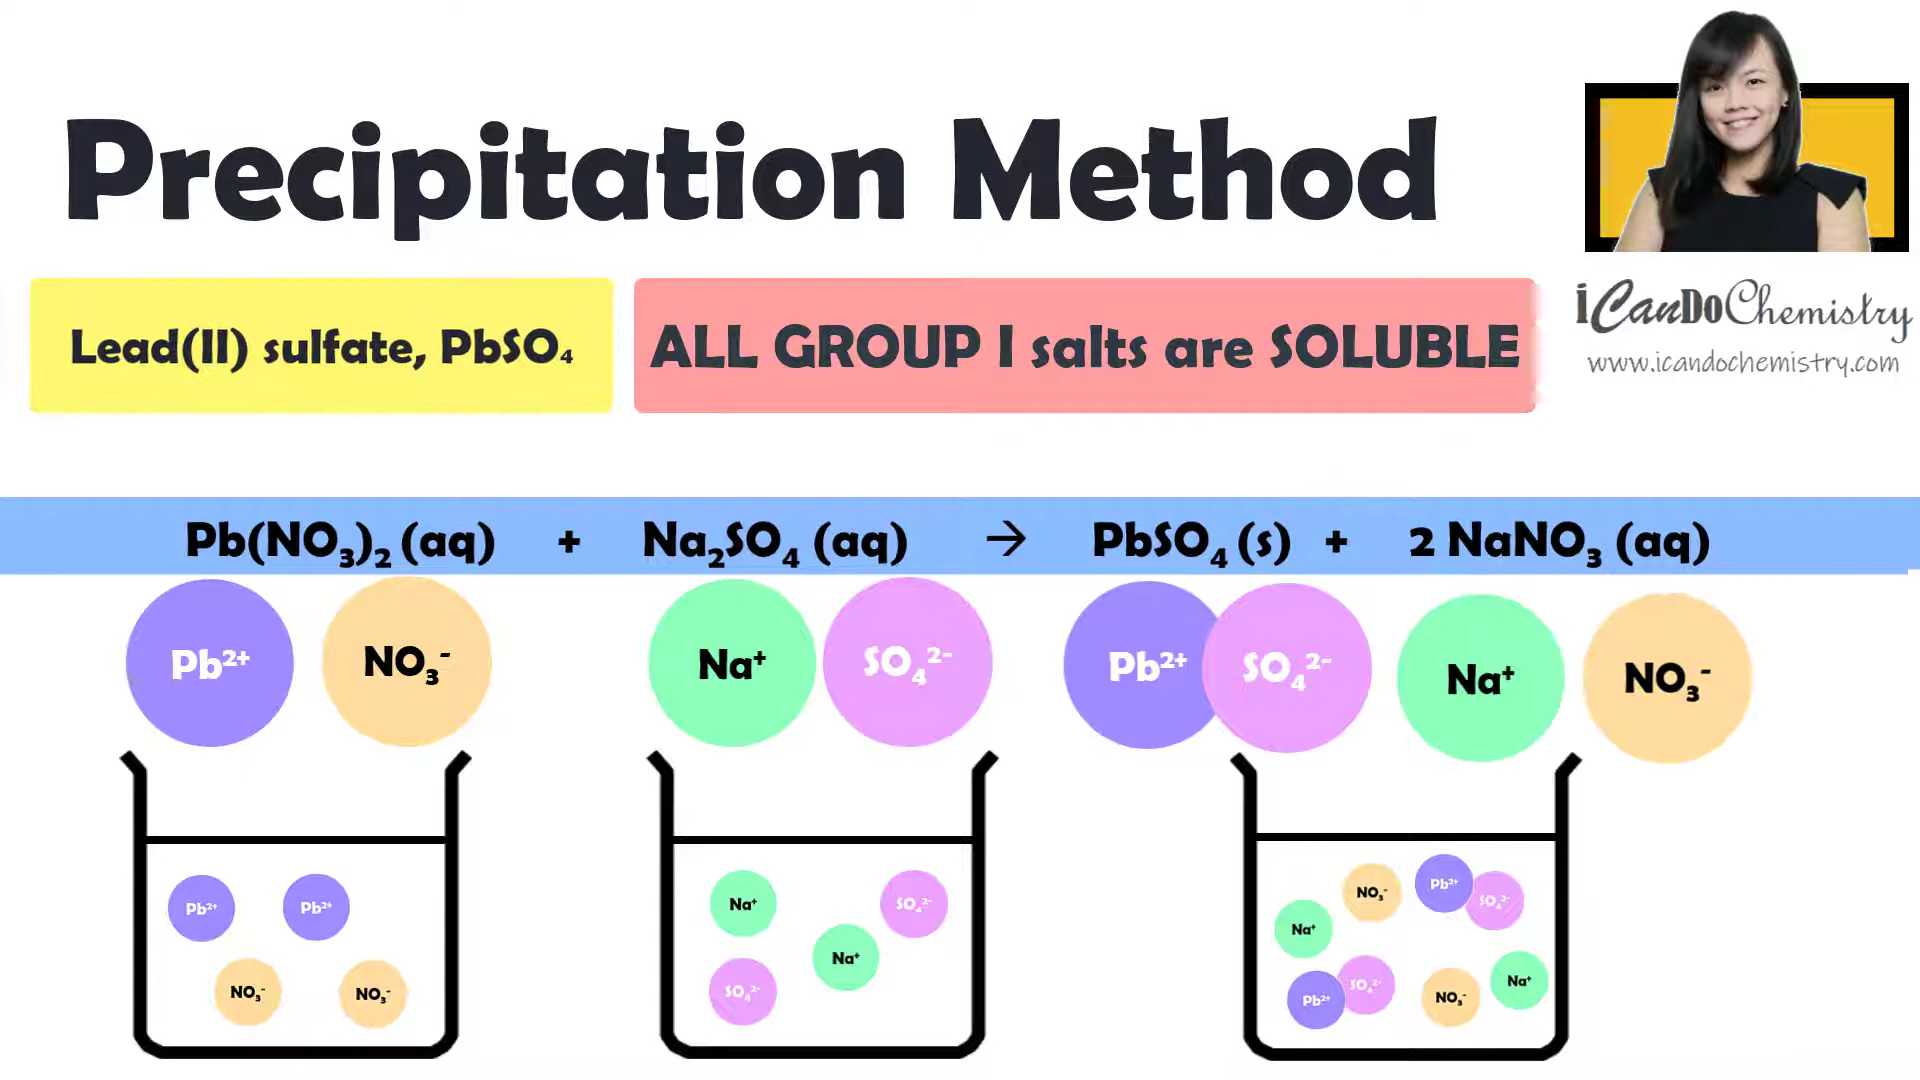 Precipitation Method
Lead(II) sulfate, PbSO₄
ALL GROUP I salts are SOLUBLE
iCanDoChemistry
www.icandochemistry.com
Pb(NO₃)₂ (aq) + Na₂SO₄ (aq) → PbSO₄ (s) + 2 NaNO₃ (aq)
Pb²⁺ NO₃⁻ Na⁺ SO₄²⁻ Pb²⁺ SO₄²⁻ Na⁺ NO₃⁻
Pb²⁺ Pb²⁺
NO₃⁻ NO₃⁻
Na⁺ SO₄²⁻
Na⁺
SO₄²⁻
NO₃⁻ Pb²⁺ SO₄²⁻
Na⁺
Pb²⁺ SO₄²⁻ NO₃⁻ Na⁺